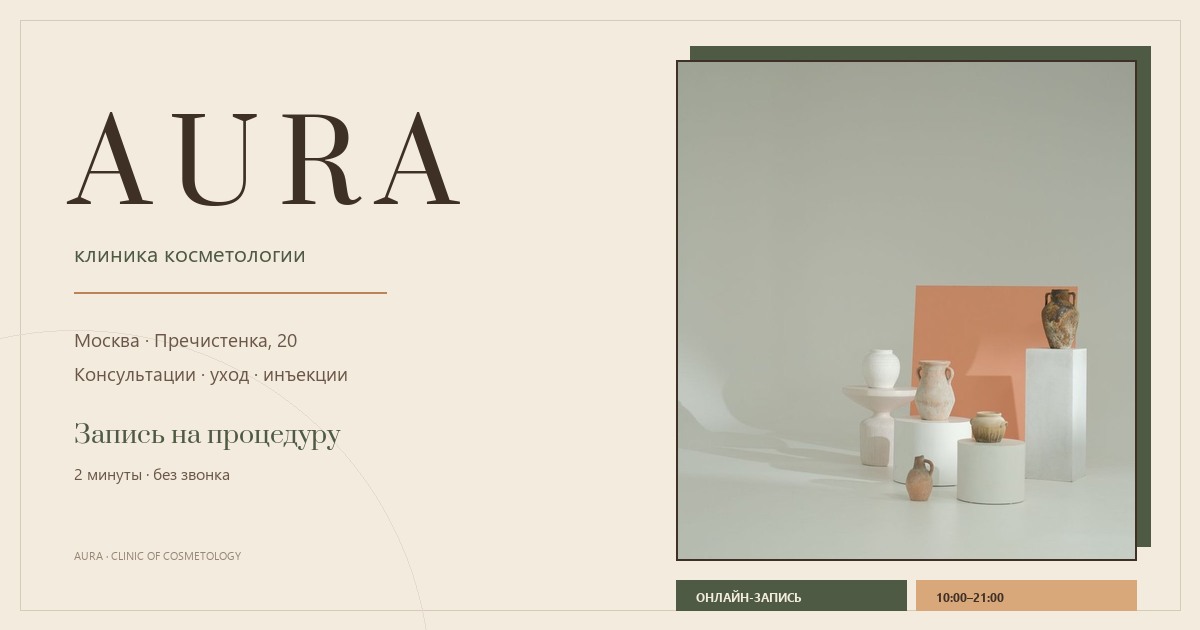 AURA
клиника косметологии
Москва · Пречистенка, 20
Консультации · уход · инъекции
Запись на процедуру
2 минуты · без звонка
AURA · CLINIC OF COSMETOLOGY
ОНЛАЙН-ЗАПИСЬ
10:00–21:00